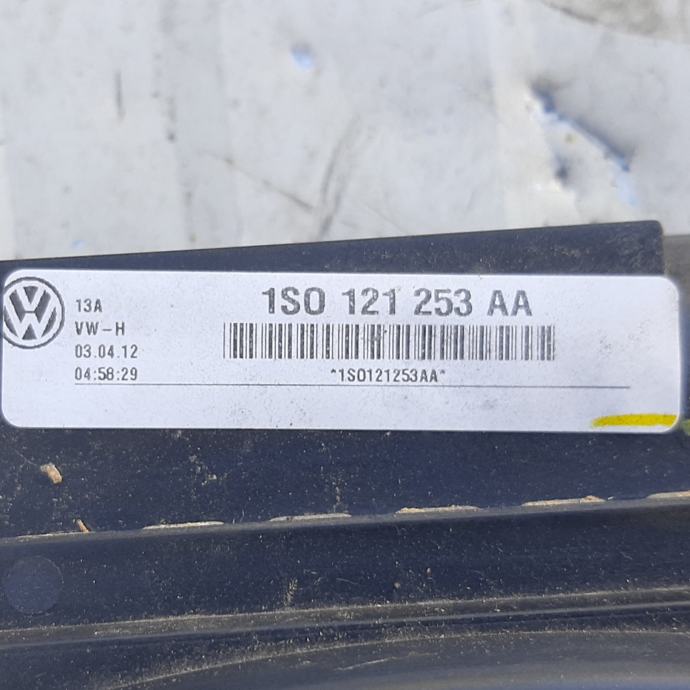 13A
VW-H
03.04.12
04:58:29
1S0 121 253 AA
*1S0121253AA*